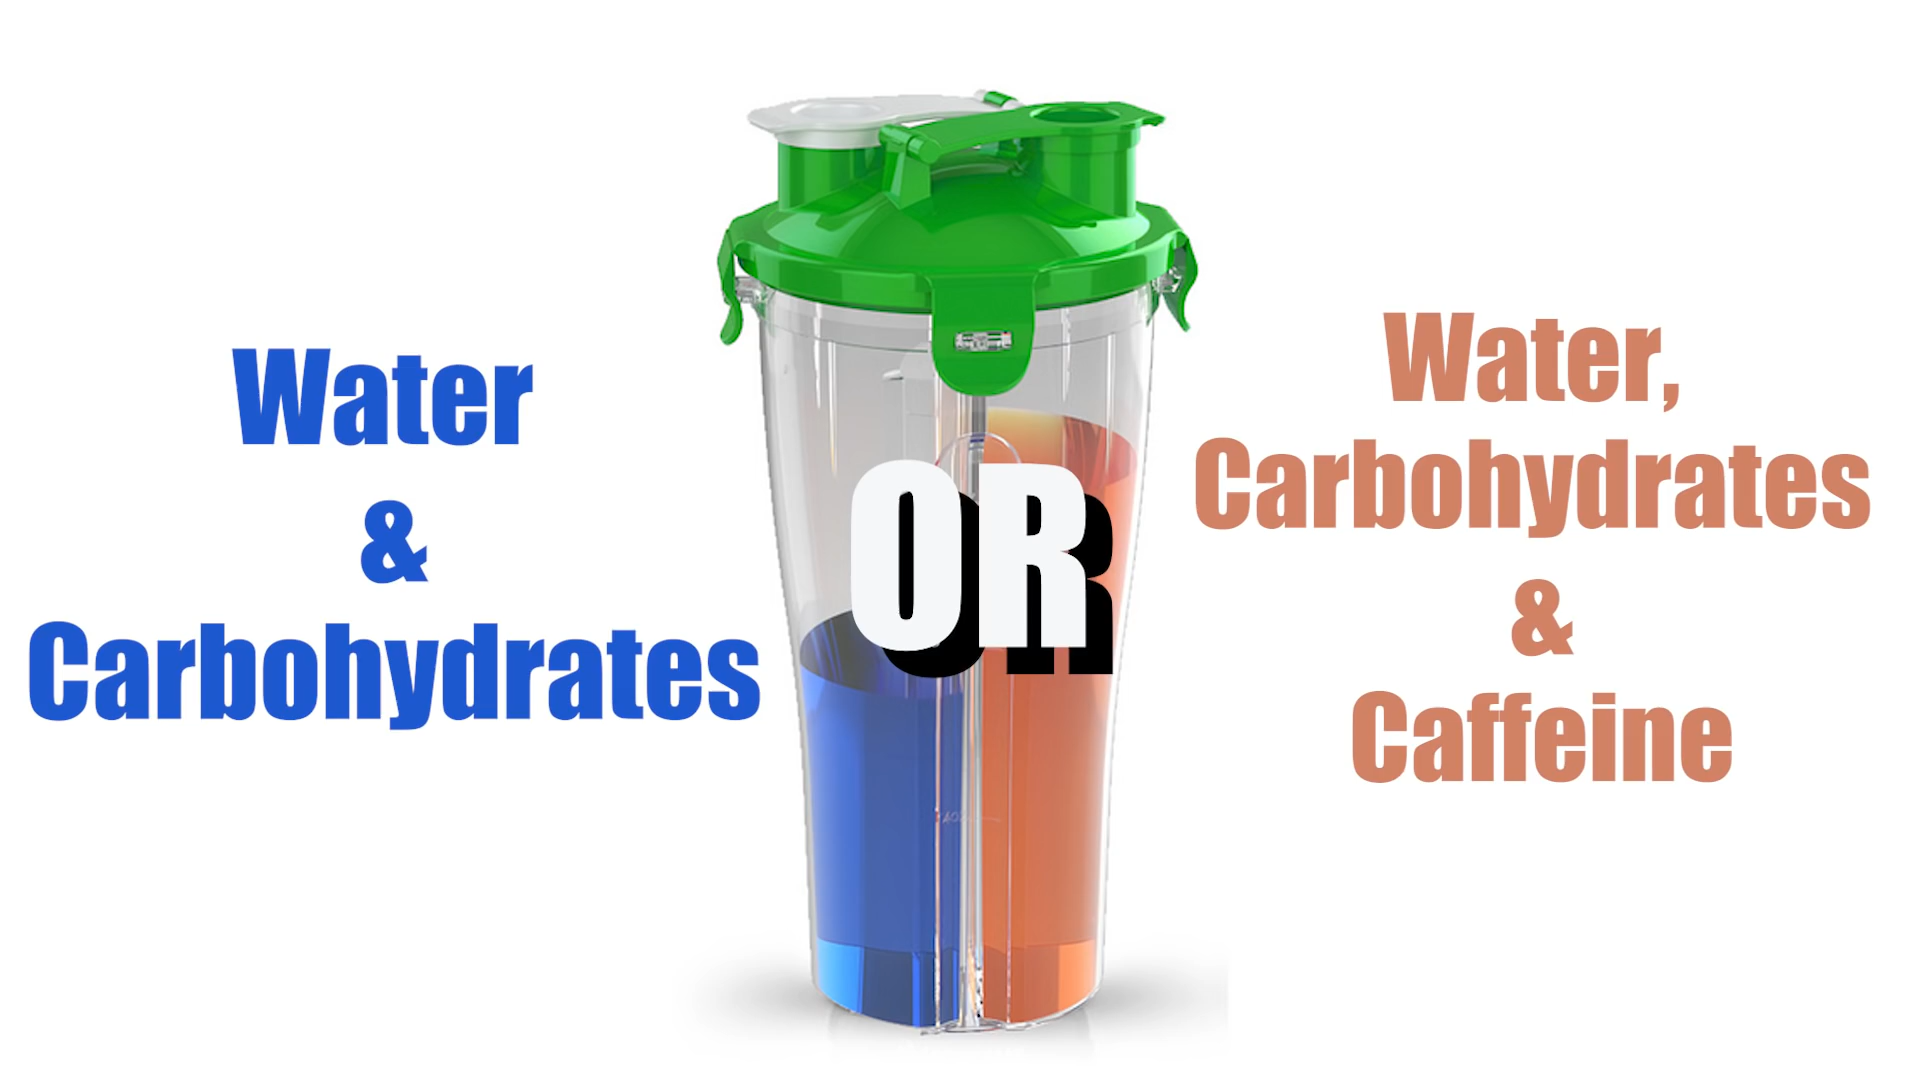 Water
&
Carbohydrates
OR
Water,
Carbohydrates
&
Caffeine